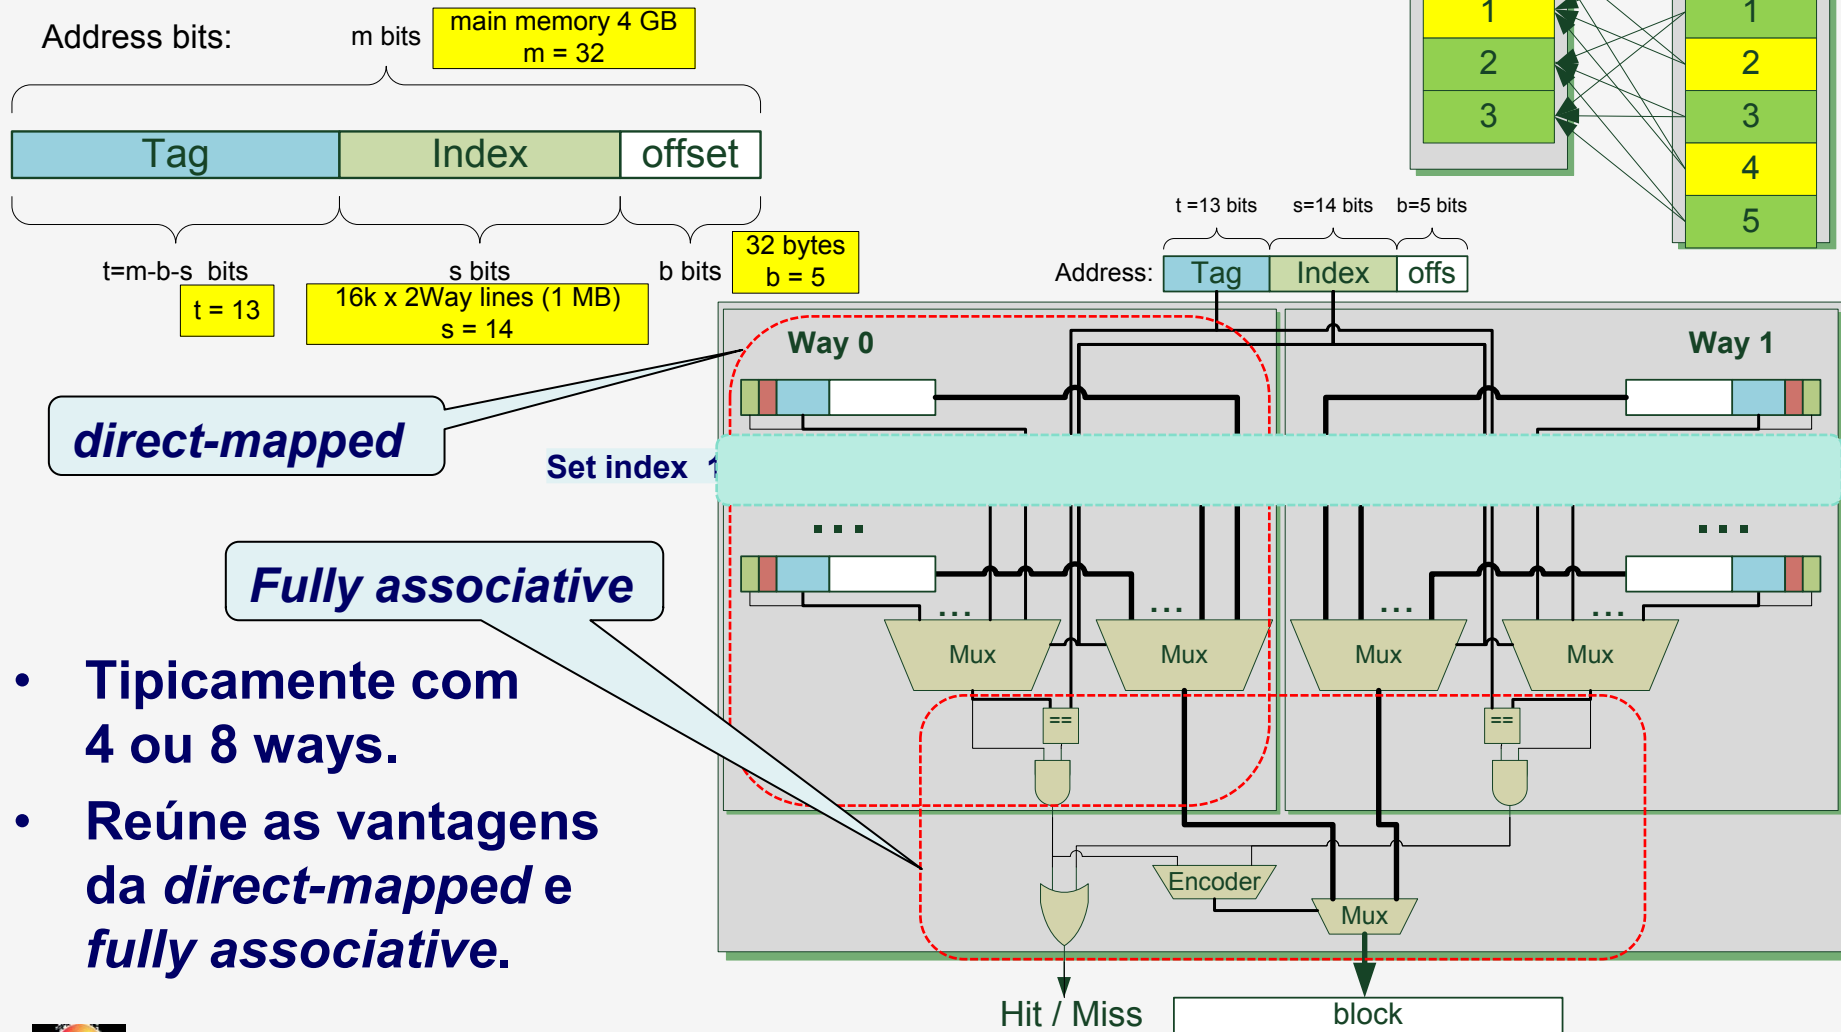 Address bits:
m bits
main memory 4 GB
m = 32
Tag
Index
offset
t=m-b-s bits
t = 13
s bits
16k x 2Way lines (1 MB)
s = 14
b bits
32 bytes
b = 5
1
2
3
1
2
3
4
5
t =13 bits
s=14 bits
b=5 bits
Address:
Tag
Index
offs
Way 0
Way 1
direct-mapped
Set index
...
...
Fully associative
...
...
...
...
Mux
Mux
Mux
Mux
==
==
Encoder
Mux
Hit / Miss
block
• Tipicamente com
4 ou 8 ways.
• Reúne as vantagens
da direct-mapped e
fully associative.